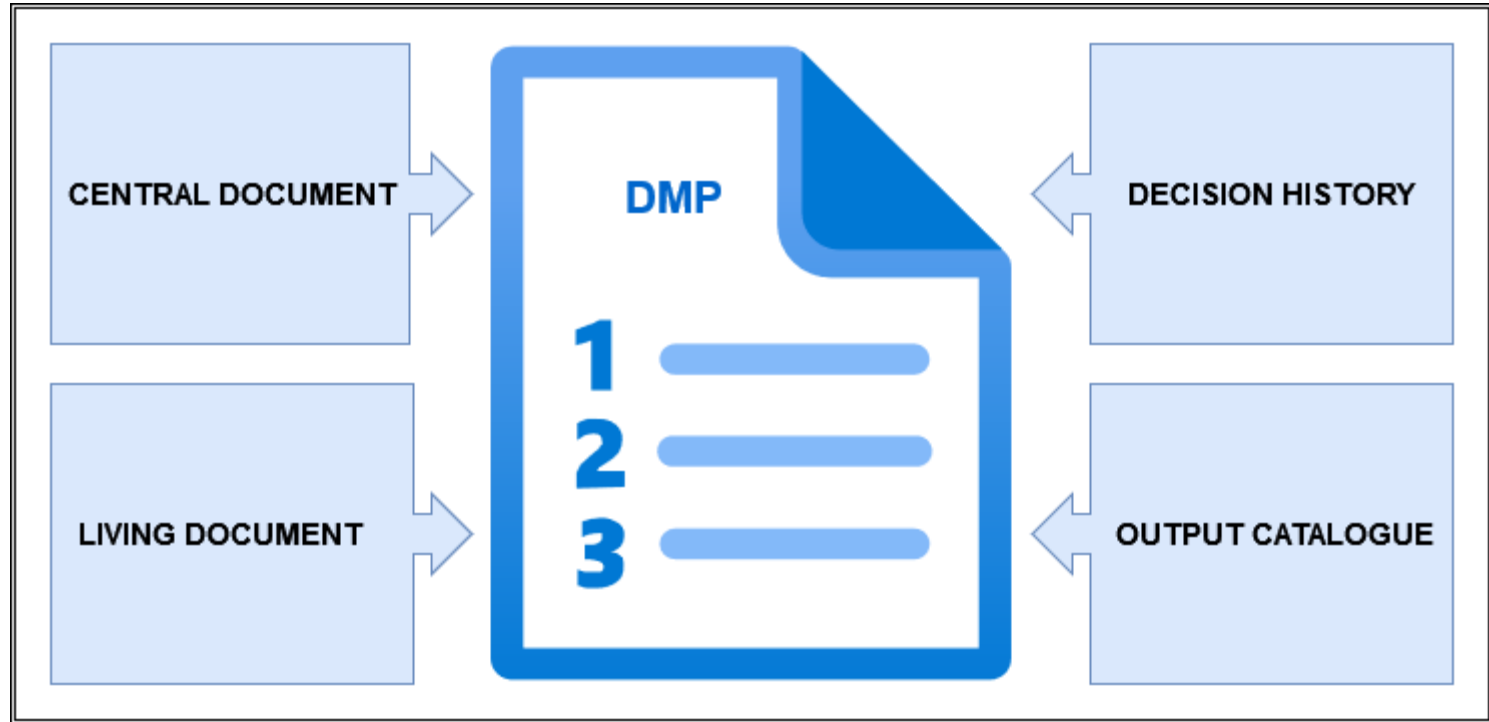 CENTRAL DOCUMENT
LIVING DOCUMENT
DMP
1
2
3
DECISION HISTORY
OUTPUT CATALOGUE